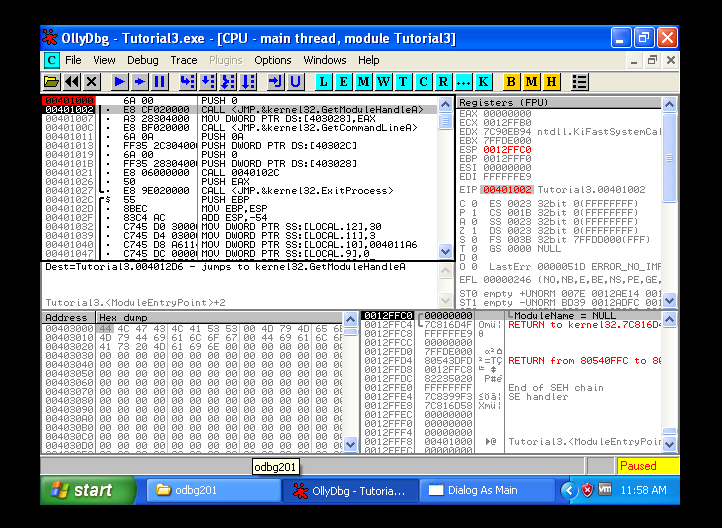 OllyDbg - Tutorial3.exe - [CPU - main thread, module Tutorial3]
C File View Debug Trace Plugins Options Windows Help
L E M W T C R ... K B M H
00401000 6A 00 PUSH 0
00401002 E8 CF020000 CALL <JMP.&kernel32.GetModuleHandleA>
00401007 A3 28304000 MOV DWORD PTR DS:[403028],EAX
0040100C E8 BF020000 CALL <JMP.&kernel32.GetCommandLineA>
00401011 6A 0A PUSH 0A
00401013 FF35 2C304000 PUSH DWORD PTR DS:[40302C]
00401019 6A 00 PUSH 0
0040101B FF35 28304000 PUSH DWORD PTR DS:[403028]
00401021 E8 06000000 CALL 0040102C
00401026 50 PUSH EAX
00401027 E8 9E020000 CALL <JMP.&kernel32.ExitProcess>
0040102C 55 PUSH EBP
0040102D 8BEC MOV EBP,ESP
0040102F 83C4 AC ADD ESP,-54
00401032 C745 D0 3000 MOV DWORD PTR SS:[LOCAL.12],30
00401039 C745 D4 0300 MOV DWORD PTR SS:[LOCAL.11],3
00401040 C745 D8 A611 MOV DWORD PTR SS:[LOCAL.10],004011A6
00401047 C745 DC 0000 MOV DWORD PTR SS:[LOCAL.9],0
Dest=Tutorial3.004012D6 - jumps to kernel32.GetModuleHandleA
Tutorial3.<ModuleEntryPoint>+2
Registers (FPU)
EAX 00000000
ECX 0012FFB0
EDX 7C90EB94 ntdll.KiFastSystemCal
EBX 7FFDE000
ESP 0012FFC0
EBP 0012FFF0
ESI 00000000
EDI FFFFFFE9
EIP 00401002 Tutorial3.00401002
C 0 ES 0023 32bit 0(FFFFFFFF)
P 1 CS 001B 32bit 0(FFFFFFFF)
A 0 SS 0023 32bit 0(FFFFFFFF)
Z 1 DS 0023 32bit 0(FFFFFFFF)
S 0 FS 003B 32bit 7FFDD000(FFF)
T 0 GS 0000 NULL
D 0
O 0 LastErr 0000051D ERROR_NO_IMP
EFL 00000246 (NO,NB,E,BE,NS,PE,GE,
ST0 empty +UNORM 007E 0012AE14 001
ST1 empty -UNORM BD39 0012ADFC 001
Address Hex dump
00403000 44 4C 47 43 4C 41 53 53 00 4D 79 4D 65 6E
00403010 4D 79 44 69 61 6C 6F 67 00 44 69 61 6C 6F
00403020 41 73 20 4D 61 69 6E 00 00 00 00 00 00 00
00403030 00 00 00 00 00 00 00 00 00 00 00 00 00 00
00403040 00 00 00 00 00 00 00 00 00 00 00 00 00 00
00403050 00 00 00 00 00 00 00 00 00 00 00 00 00 00
00403060 00 00 00 00 00 00 00 00 00 00 00 00 00 00
00403070 00 00 00 00 00 00 00 00 00 00 00 00 00 00
00403080 00 00 00 00 00 00 00 00 00 00 00 00 00 00
00403090 00 00 00 00 00 00 00 00 00 00 00 00 00 00
004030A0 00 00 00 00 00 00 00 00 00 00 00 00 00 00
004030B0 00 00 00 00 00 00 00 00 00 00 00 00 00 00
004030C0 00 00 00 00 00 00 00 00 00 00 00 00 00 00
004030D0 00 00 00 00 00 00 00 00 00 00 00 00 00 00
0012FFC0 00000000 ModuleName = NULL
0012FFC4 7C816D4F Omü RETURN to kernel32.7C816D4
0012FFC8 FFFFFFE9
0012FFCC 00000000
0012FFD0 7FFDE000
0012FFD4 80543DFD RETURN from 80540FFC to 80
0012FFD8 0012FFC8
0012FFDC 82235020
0012FFE0 FFFFFFFF End of SEH chain
0012FFE4 7C8399F3 SE handler
0012FFE8 7C816D58 Xmü
0012FFEC 00000000
0012FFF0 00000000
0012FFF4 00000000
0012FFF8 00401000 Tutorial3.<ModuleEntryPoin
0012FFFC 00000000
odbg201
Paused
start odbg201 OllyDbg - Tutoria... Dialog As Main 11:58 AM